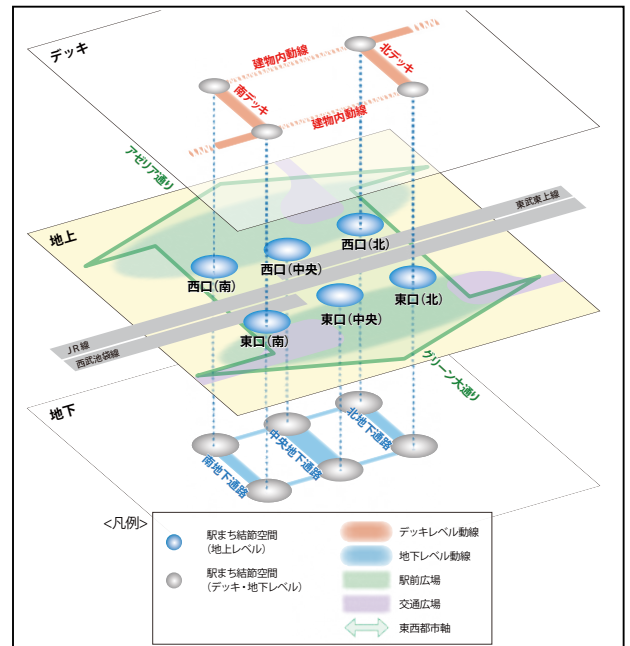 デッキ
建物内動線
北デッキ
南デッキ
建物内動線
アゼリア通り
地上
東武東上線
西口(北)
西口(中央)
西口(南)
東口(北)
東口(中央)
東口(南)
JR線
西武池袋線
グリーン大通り
地下
北地下通路
中央地下通路
南地下通路
<凡例>
駅まち結節空間
(地上レベル)
駅まち結節空間
(デッキ・地下レベル)
デッキレベル動線
地下レベル動線
駅前広場
交通広場
東西都市軸